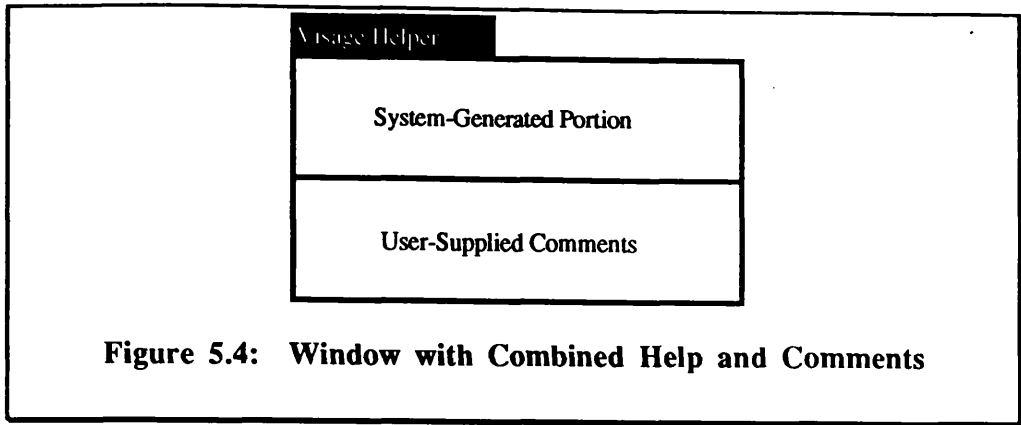 Visage Helper
System-Generated Portion
User-Supplied Comments
Figure 5.4: Window with Combined Help and Comments